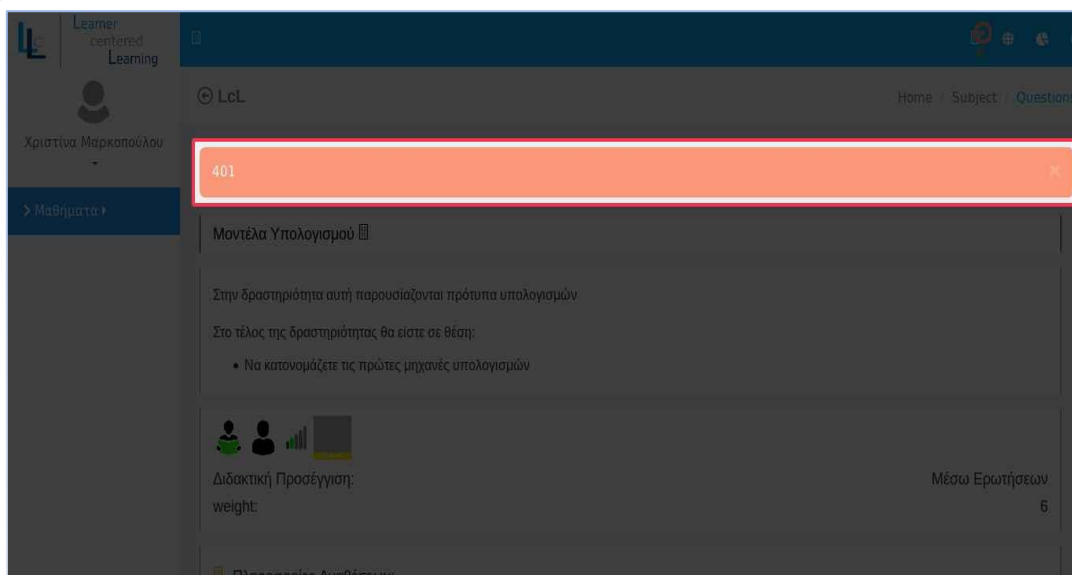 Learner
centered
Learning
LLC
LcL
Home / Subject / Questions
Χριστίνα Μαρκοπούλου
401
×
> Μαθήματα
Μοντέλα Υπολογισμού
Στην δραστηριότητα αυτή παρουσίαζονται πρότυπα υπολογισμών
Στο τέλος της δραστηριότητας θα είστε σε θέση:
• Να κατονομάζετε τις πρώτες μηχανές υπολογισμών
Διδακτική Προσέγγιση: Μέσω Ερωτήσεων
weight: 6